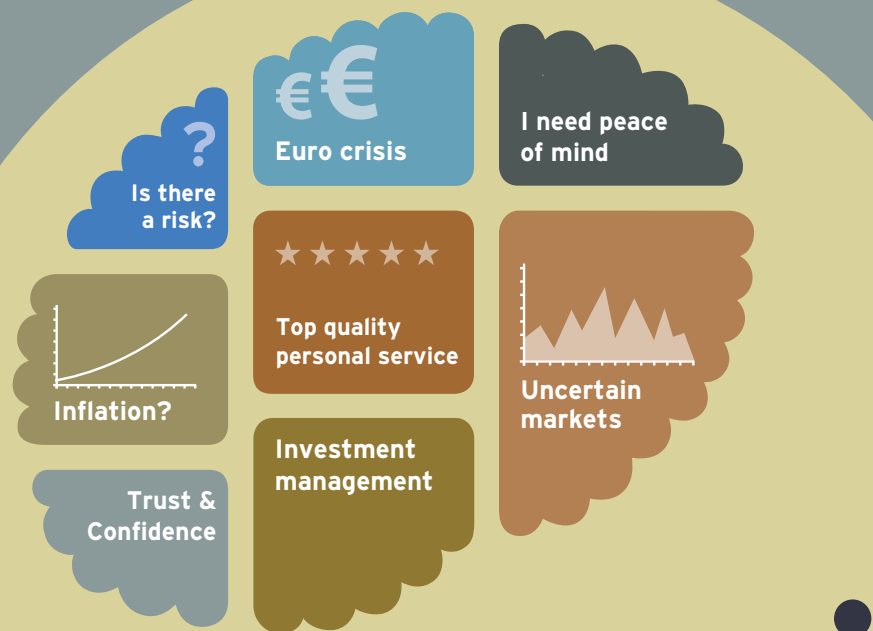 € €
Euro crisis
I need peace
of mind
?
Is there
a risk?
Top quality
personal service
Uncertain
markets
Inflation?
Investment
management
Trust &
Confidence